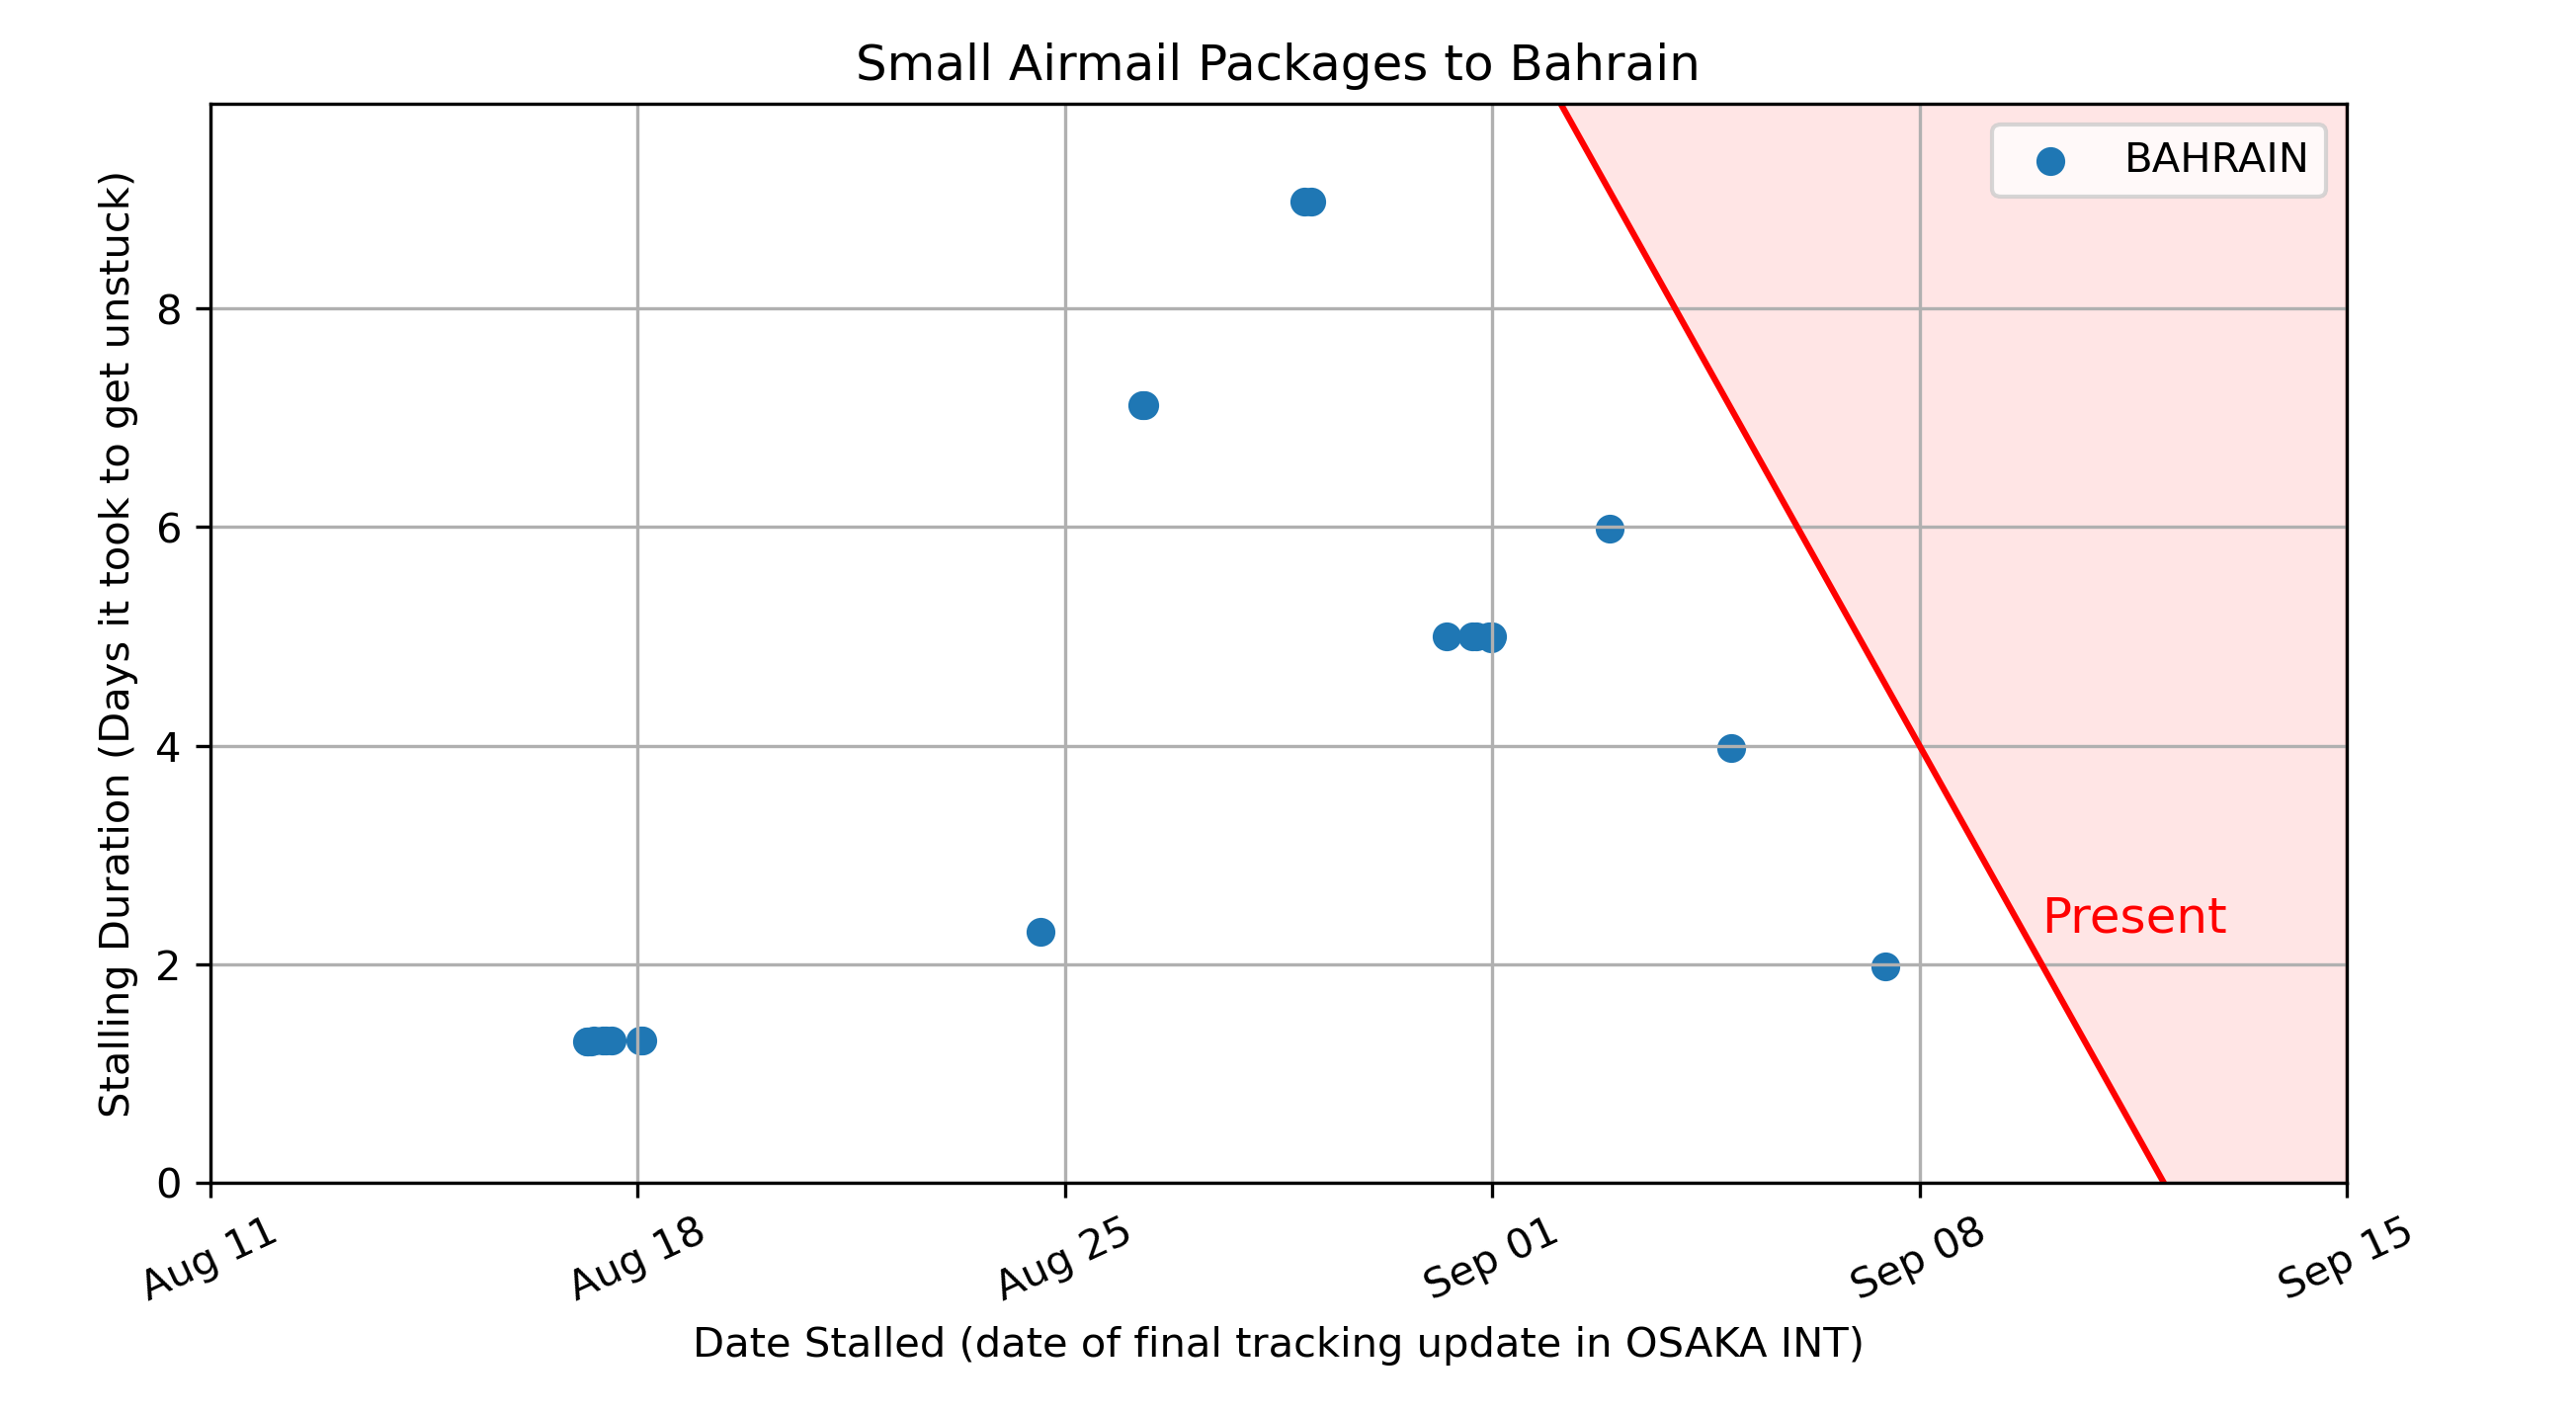 Small Airmail Packages to Bahrain
BAHRAIN
Stalling Duration (Days it took to get unstuck)
8
6
4
2
0
Present
Aug 11
Aug 18
Aug 25
Sep 01
Sep 08
Sep 15
Date Stalled (date of final tracking update in OSAKA INT)